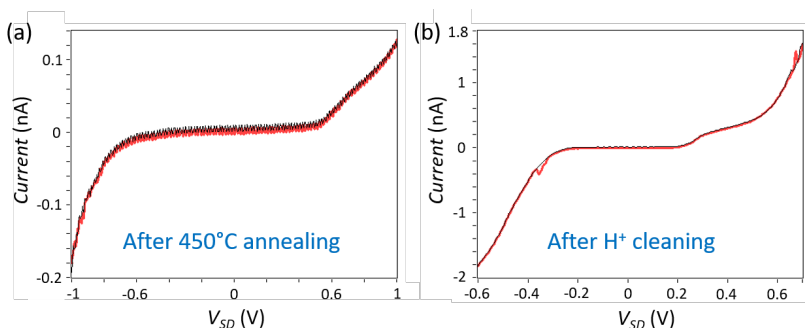 (a)
Current (nA)
0.1
0
-0.1
-0.2
After 450°C annealing
-1
-0.6
0
0.6
1
V_SD (V)
(b)
Current (nA)
1.8
1
0
-1
-2
After H⁺ cleaning
-0.6
-0.4
-0.2
0
0.2
0.4
0.6
V_SD (V)